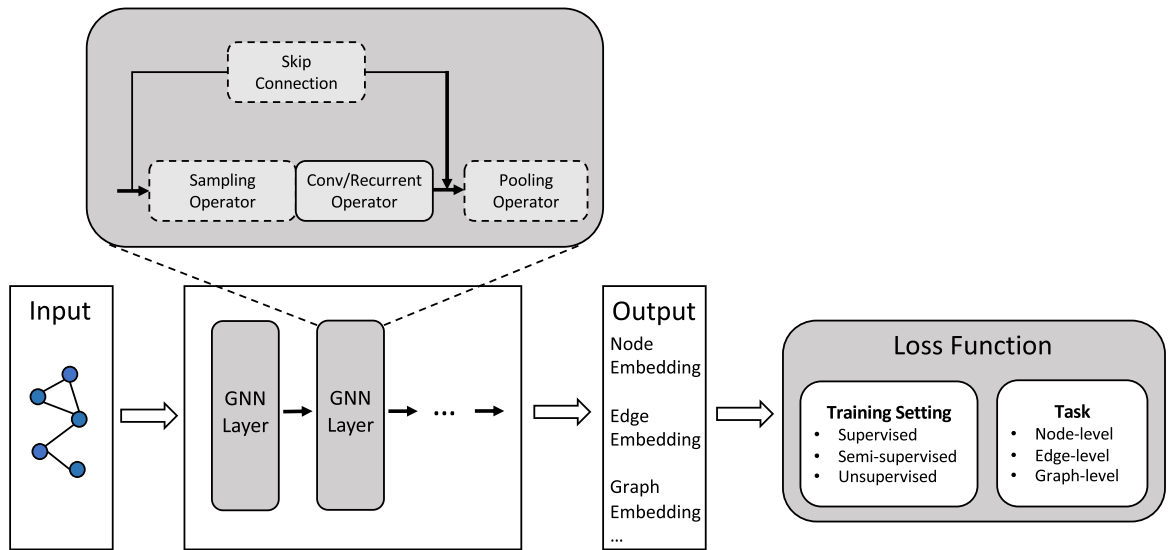 Skip
Connection
Sampling
Operator
Conv/Recurrent
Operator
Pooling
Operator
Input
GNN
Layer
GNN
Layer
...
Output
Node
Embedding
Edge
Embedding
Graph
Embedding
...
Loss Function
Training Setting
• Supervised
• Semi-supervised
• Unsupervised
Task
• Node-level
• Edge-level
• Graph-level